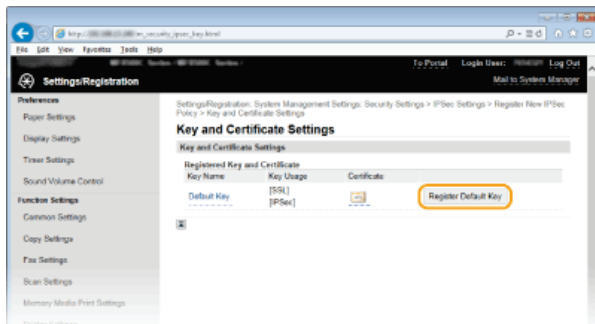 File Edit View Favorites Tools Help
To Portal Login User: Log Out
Settings/Registration
Mail to System Manager
Preferences
Paper Settings
Display Settings
Timer Settings
Sound Volume Control
Function Settings
Common Settings
Copy Settings
Fax Settings
Scan Settings
Memory Media Print Settings
Settings/Registration: System Management Settings: Security Settings > IPSec Settings > Register New IPSec
Policy > Key and Certificate Settings
Key and Certificate Settings
Key and Certificate Settings
Registered Key and Certificate
Key Name Key Usage Certificate
Default Key [SSL] Register Default Key
[IPSec]